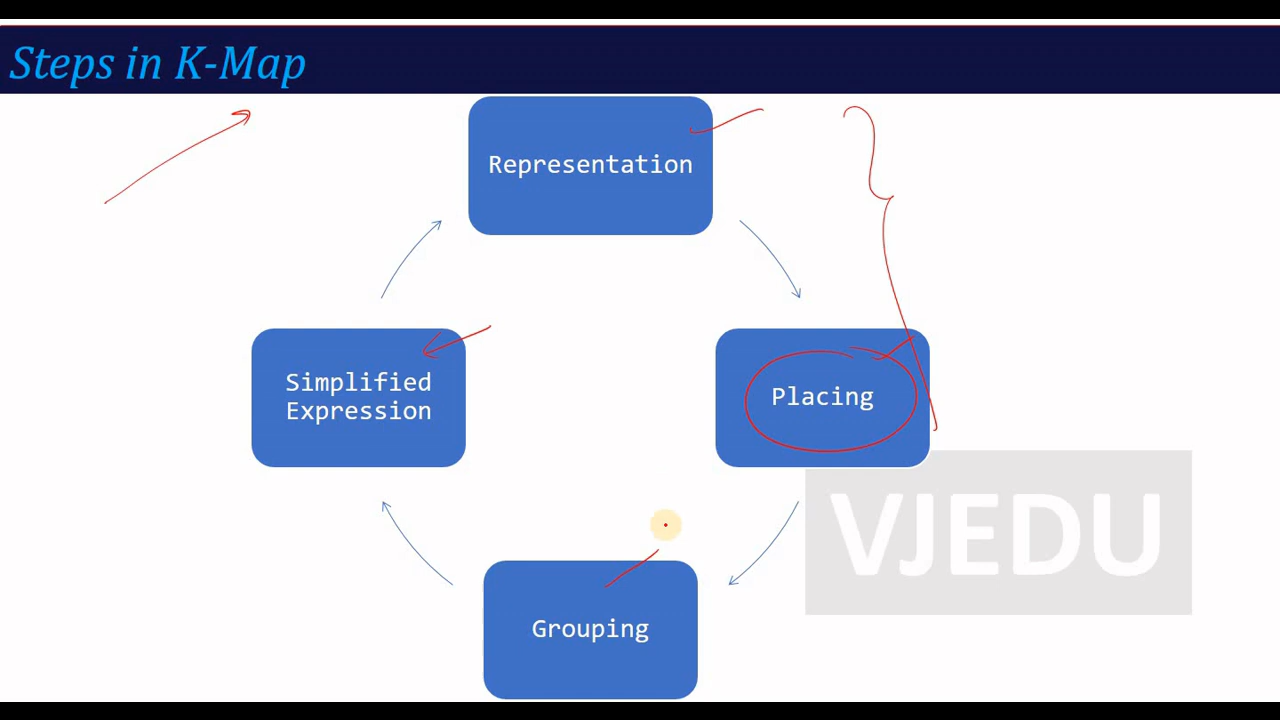 Steps in K-Map
Representation
Simplified
Expression
Placing
VJEDU
Grouping